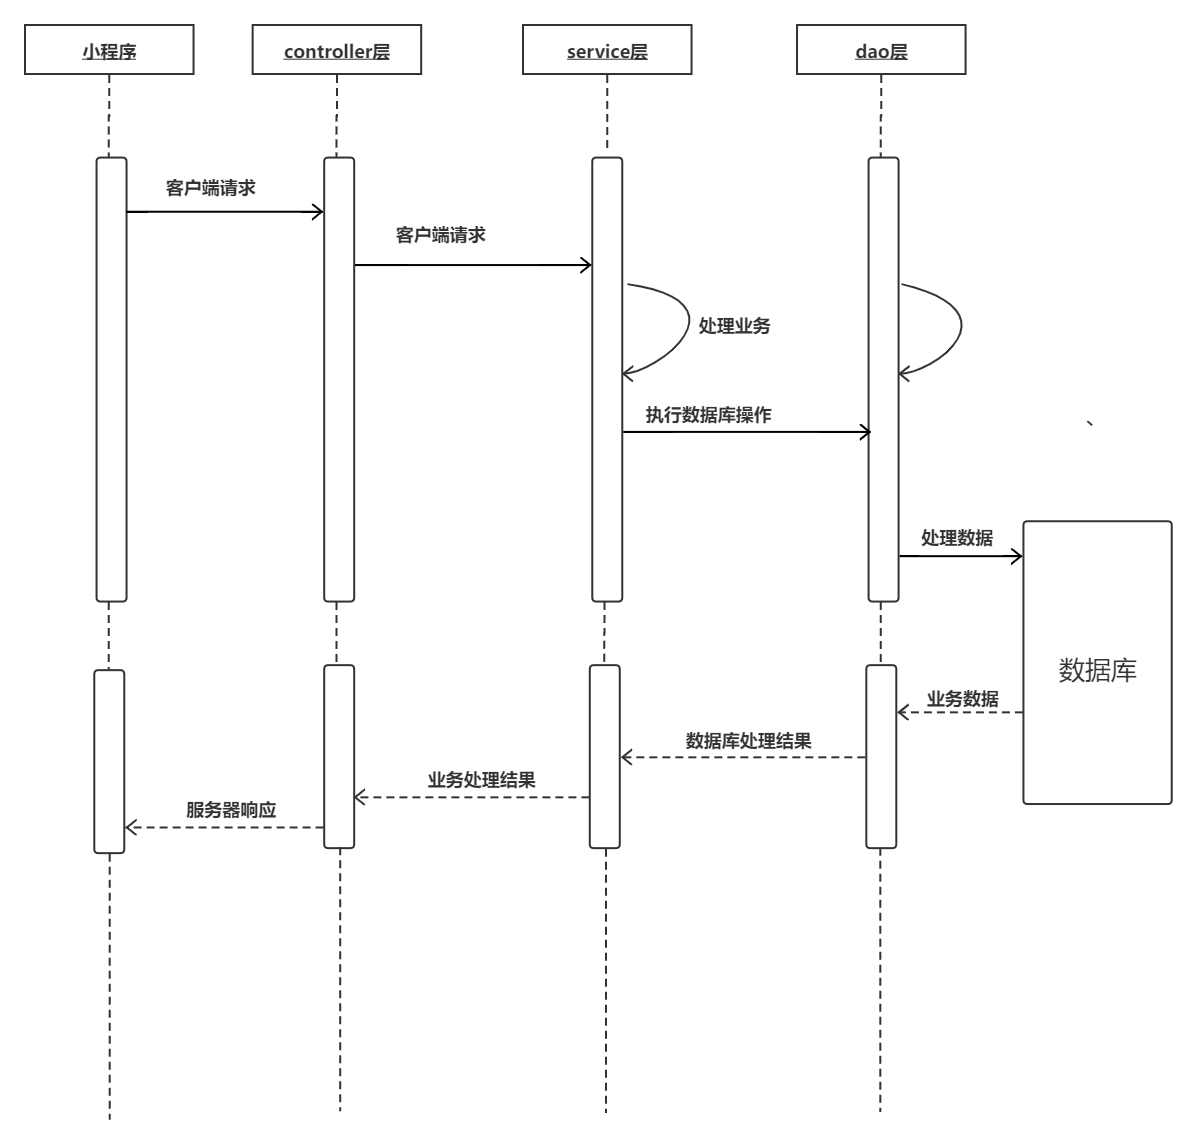 小程序
controller层
service层
dao层
客户端请求
客户端请求
处理业务
执行数据库操作
、
处理数据
数据库
业务数据
数据库处理结果
业务处理结果
服务器响应